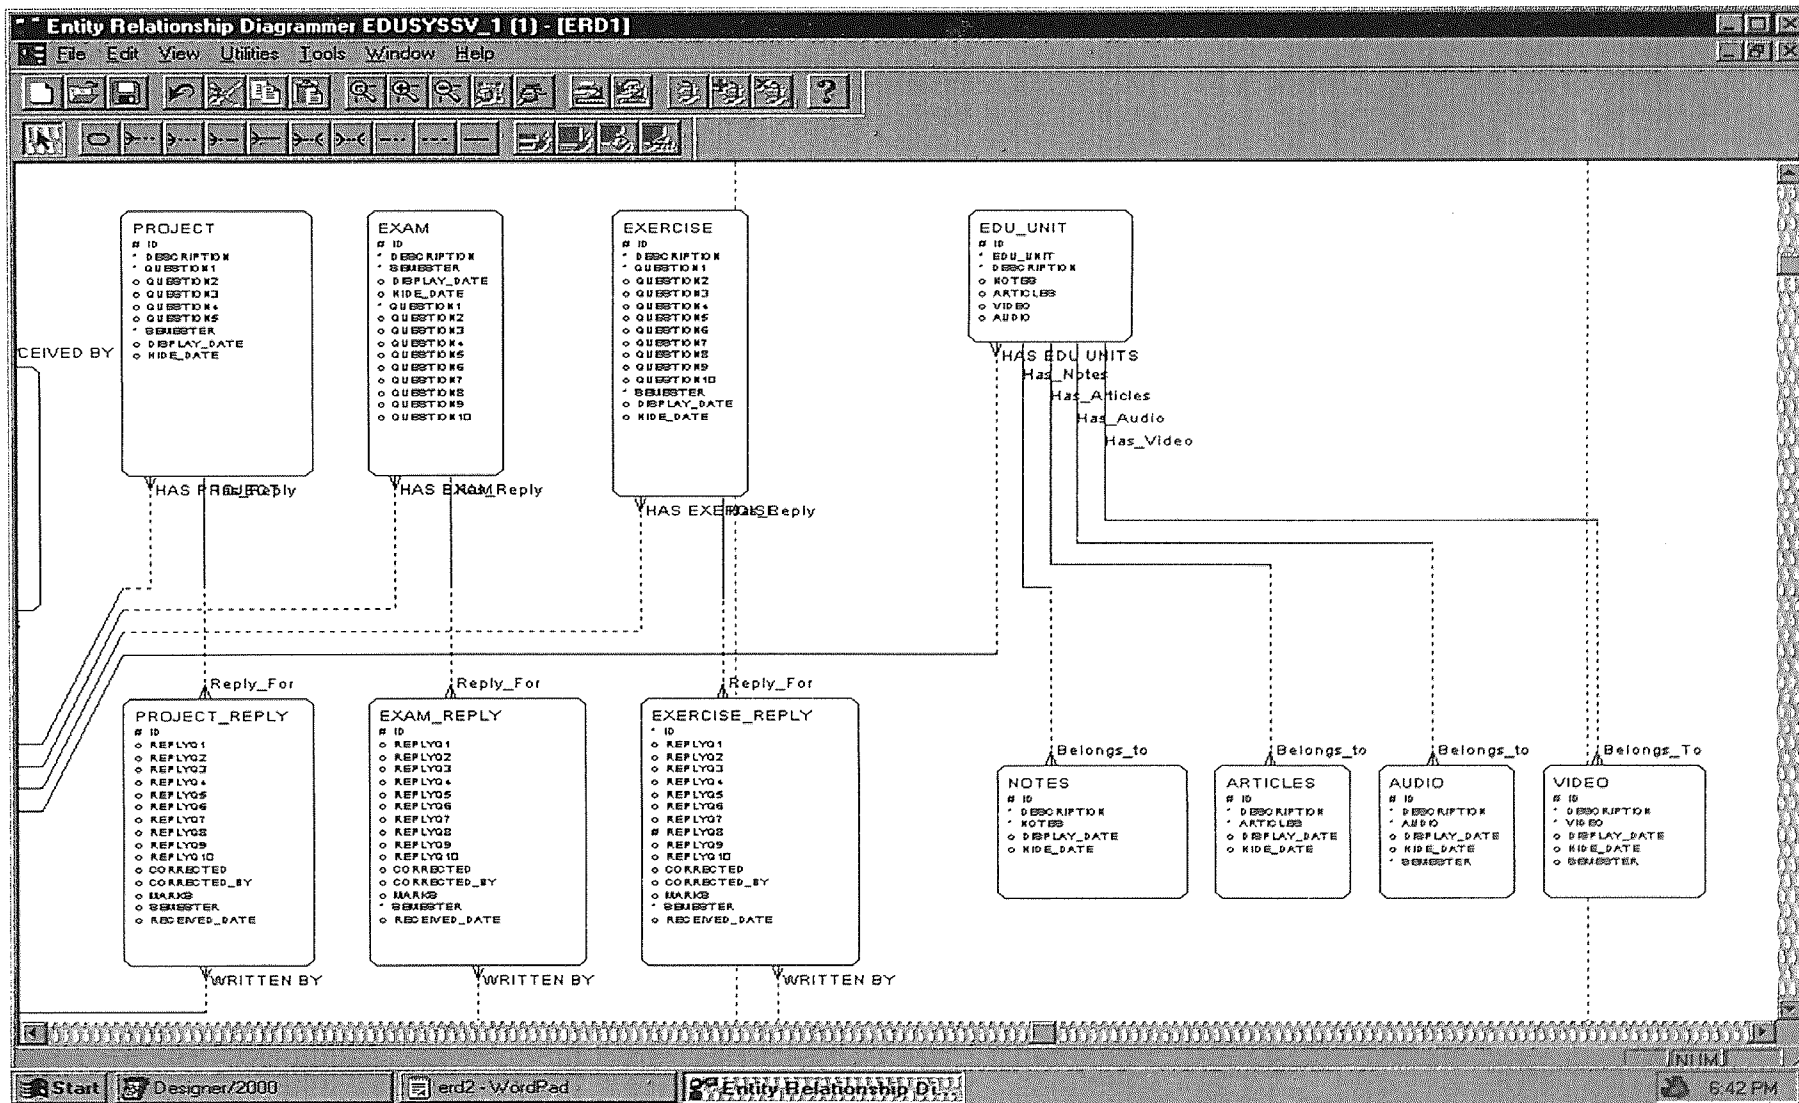 Entity Relationship Diagrammer EDUSYSSV_1 (1) - [ERD1]
File Edit View Utilities Tools Window Help
CEIVED BY
PROJECT
# ID
* DESCRIPTION
* QUESTION1
o QUESTION2
o QUESTION3
o QUESTION4
o QUESTION5
* SEMESTER
o DISPLAY_DATE
o HIDE_DATE
HAS PROJECT
Has_Reply
EXAM
# ID
* DESCRIPTION
* SEMESTER
o DISPLAY_DATE
o HIDE_DATE
* QUESTION1
o QUESTION2
o QUESTION3
o QUESTION4
o QUESTION5
o QUESTION6
o QUESTION7
o QUESTION8
o QUESTION9
o QUESTION10
HAS EXAM
Has_Reply
EXERCISE
# ID
* DESCRIPTION
* QUESTION1
o QUESTION2
o QUESTION3
o QUESTION4
o QUESTION5
o QUESTION6
o QUESTION7
o QUESTION8
o QUESTION9
o QUESTION10
* SEMESTER
o DISPLAY_DATE
o HIDE_DATE
HAS EXERCISE
Has_Reply
EDU_UNIT
# ID
* EDU_UNIT
* DESCRIPTION
o NOTES
o ARTICLES
o VIDEO
o AUDIO
HAS EDU UNITS
Has_Notes
Has_Articles
Has_Audio
Has_Video
Reply_For
PROJECT_REPLY
# ID
o REPLYQ1
o REPLYQ2
o REPLYQ3
o REPLYQ4
o REPLYQ5
o REPLYQ6
o REPLYQ7
o REPLYQ8
o REPLYQ9
o REPLYQ10
o CORRECTED
o CORRECTED_BY
o MARKS
o SEMESTER
o RECEIVED_DATE
WRITTEN BY
Reply_For
EXAM_REPLY
# ID
o REPLYQ1
o REPLYQ2
o REPLYQ3
o REPLYQ4
o REPLYQ5
o REPLYQ6
o REPLYQ7
o REPLYQ8
o REPLYQ9
o REPLYQ10
o CORRECTED
o CORRECTED_BY
o MARKS
* SEMESTER
o RECEIVED_DATE
WRITTEN BY
Reply_For
EXERCISE_REPLY
* ID
o REPLYQ1
o REPLYQ2
o REPLYQ3
o REPLYQ4
o REPLYQ5
o REPLYQ6
o REPLYQ7
# REPLYQ8
o REPLYQ9
o REPLYQ10
o CORRECTED
o CORRECTED_BY
o MARKS
* SEMESTER
o RECEIVED_DATE
WRITTEN BY
Belongs_to
NOTES
# ID
* DESCRIPTION
* NOTES
o DISPLAY_DATE
o HIDE_DATE
Belongs_to
ARTICLES
# ID
* DESCRIPTION
* ARTICLES
o DISPLAY_DATE
o HIDE_DATE
Belongs_to
AUDIO
# ID
* DESCRIPTION
* AUDIO
o DISPLAY_DATE
o HIDE_DATE
* SEMESTER
Belongs_To
VIDEO
# ID
* DESCRIPTION
* VIDEO
o DISPLAY_DATE
o HIDE_DATE
o SEMESTER
NUM
Start
Designer/2000
erd2 - WordPad
Entity Relationship Di...
6:42 PM